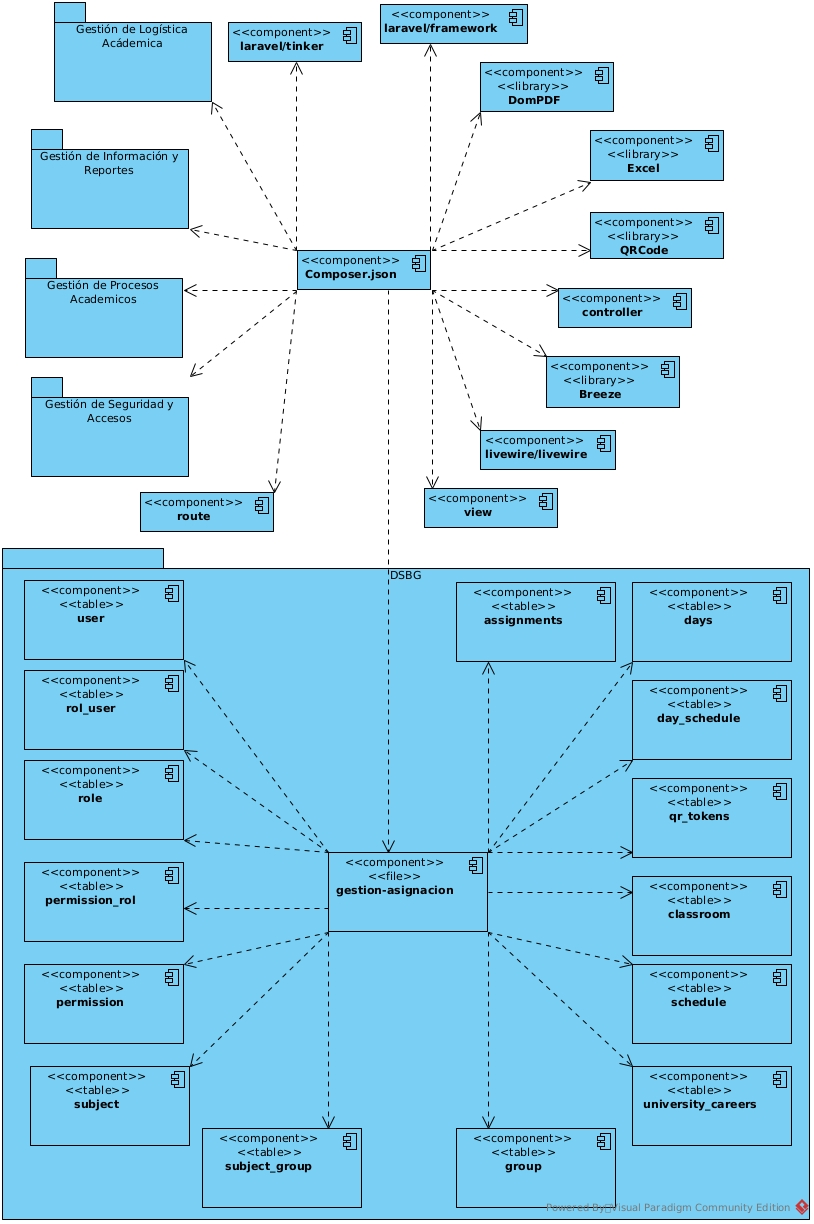 Gestión de Logística
Acádemica
<<component>>
laravel/tinker
<<component>>
laravel/framework
<<component>>
<<library>>
DomPDF
Gestión de Información y
Reportes
<<component>>
<<library>>
Excel
<<component>>
<<library>>
QRCode
<<component>>
Composer.json
Gestión de Procesos
Academicos
<<component>>
controller
<<component>>
<<library>>
Breeze
Gestión de Seguridad y
Accesos
<<component>>
livewire/livewire
<<component>>
route
<<component>>
view
DSBG
<<component>>
<<table>>
user
<<component>>
<<table>>
assignments
<<component>>
<<table>>
days
<<component>>
<<table>>
rol_user
<<component>>
<<table>>
day_schedule
<<component>>
<<table>>
role
<<component>>
<<table>>
qr_tokens
<<component>>
<<file>>
gestion-asignacion
<<component>>
<<table>>
permission_rol
<<component>>
<<table>>
classroom
<<component>>
<<table>>
permission
<<component>>
<<table>>
schedule
<<component>>
<<table>>
subject
<<component>>
<<table>>
university_careers
<<component>>
<<table>>
subject_group
<<component>>
<<table>>
group
Powered By Visual Paradigm Community Edition